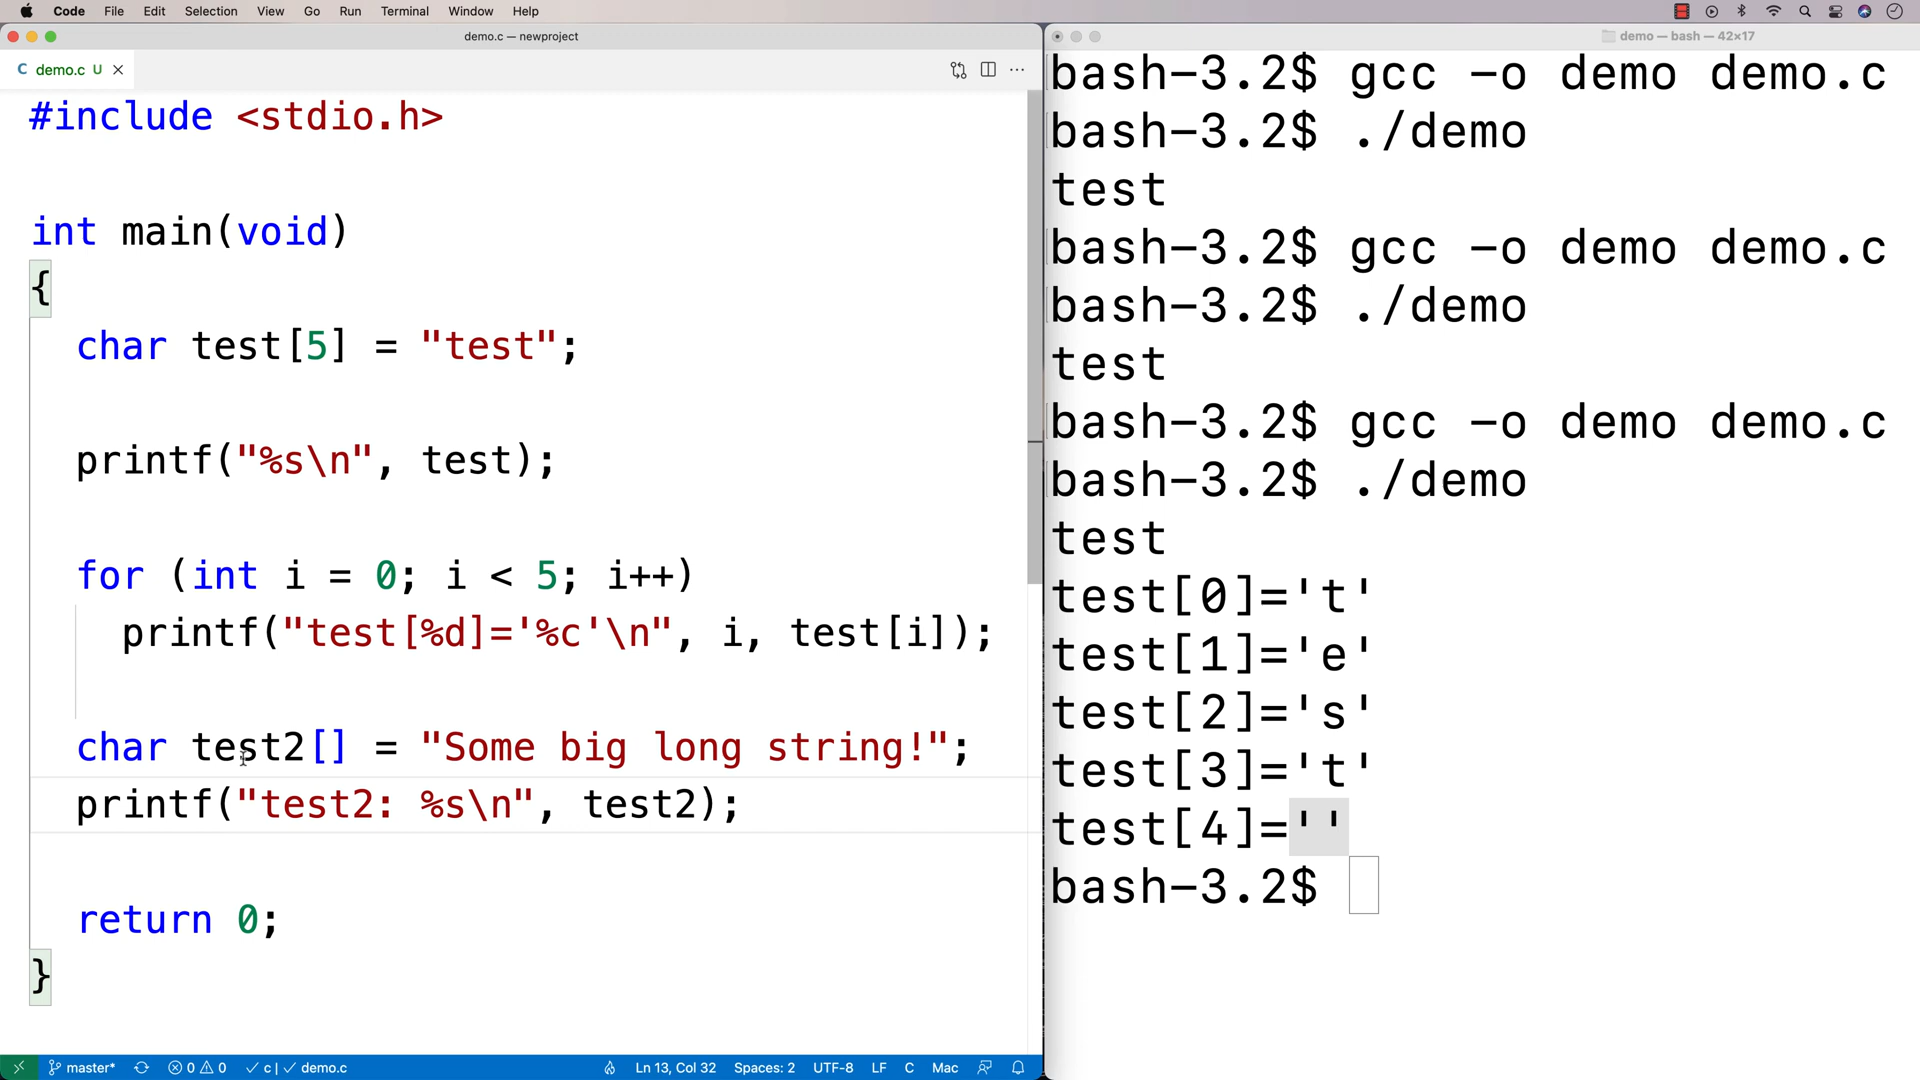 Code File Edit Selection View Go Run Terminal Window Help
demo.c — newproject
C demo.c U
#include <stdio.h>
int main(void)
{
char test[5] = "test";
printf("%s\n", test);
for (int i = 0; i < 5; i++)
printf("test[%d]='%c'\n", i, test[i]);
char test2[] = "Some big long string!";
printf("test2: %s\n", test2);
return 0;
}
master* 0 0 c | demo.c Ln 13, Col 32 Spaces: 2 UTF-8 LF C Mac
demo — bash — 42×17
bash-3.2$ gcc -o demo demo.c
bash-3.2$ ./demo
test
bash-3.2$ gcc -o demo demo.c
bash-3.2$ ./demo
test
bash-3.2$ gcc -o demo demo.c
bash-3.2$ ./demo
test
test[0]='t'
test[1]='e'
test[2]='s'
test[3]='t'
test[4]=''
bash-3.2$